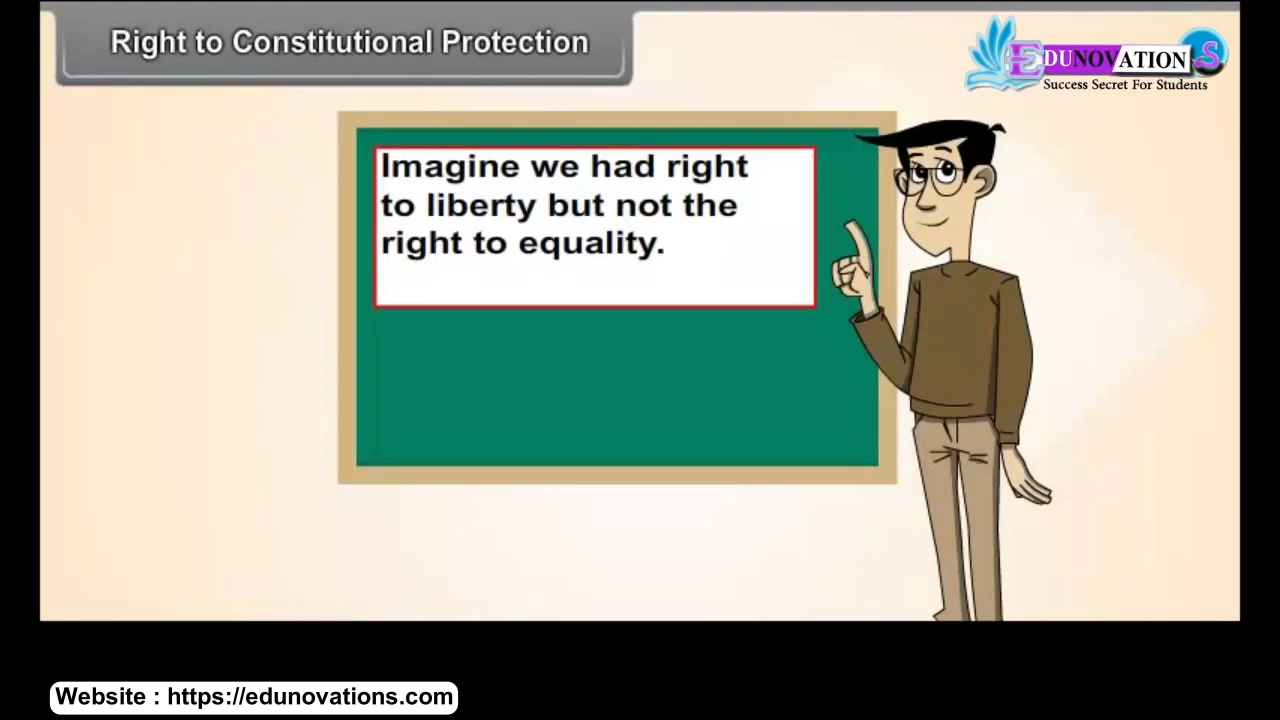 Right to Constitutional Protection
EDUNOVATIONS
Success Secret For Students
Imagine we had right
to liberty but not the
right to equality.
Website : https://edunovations.com